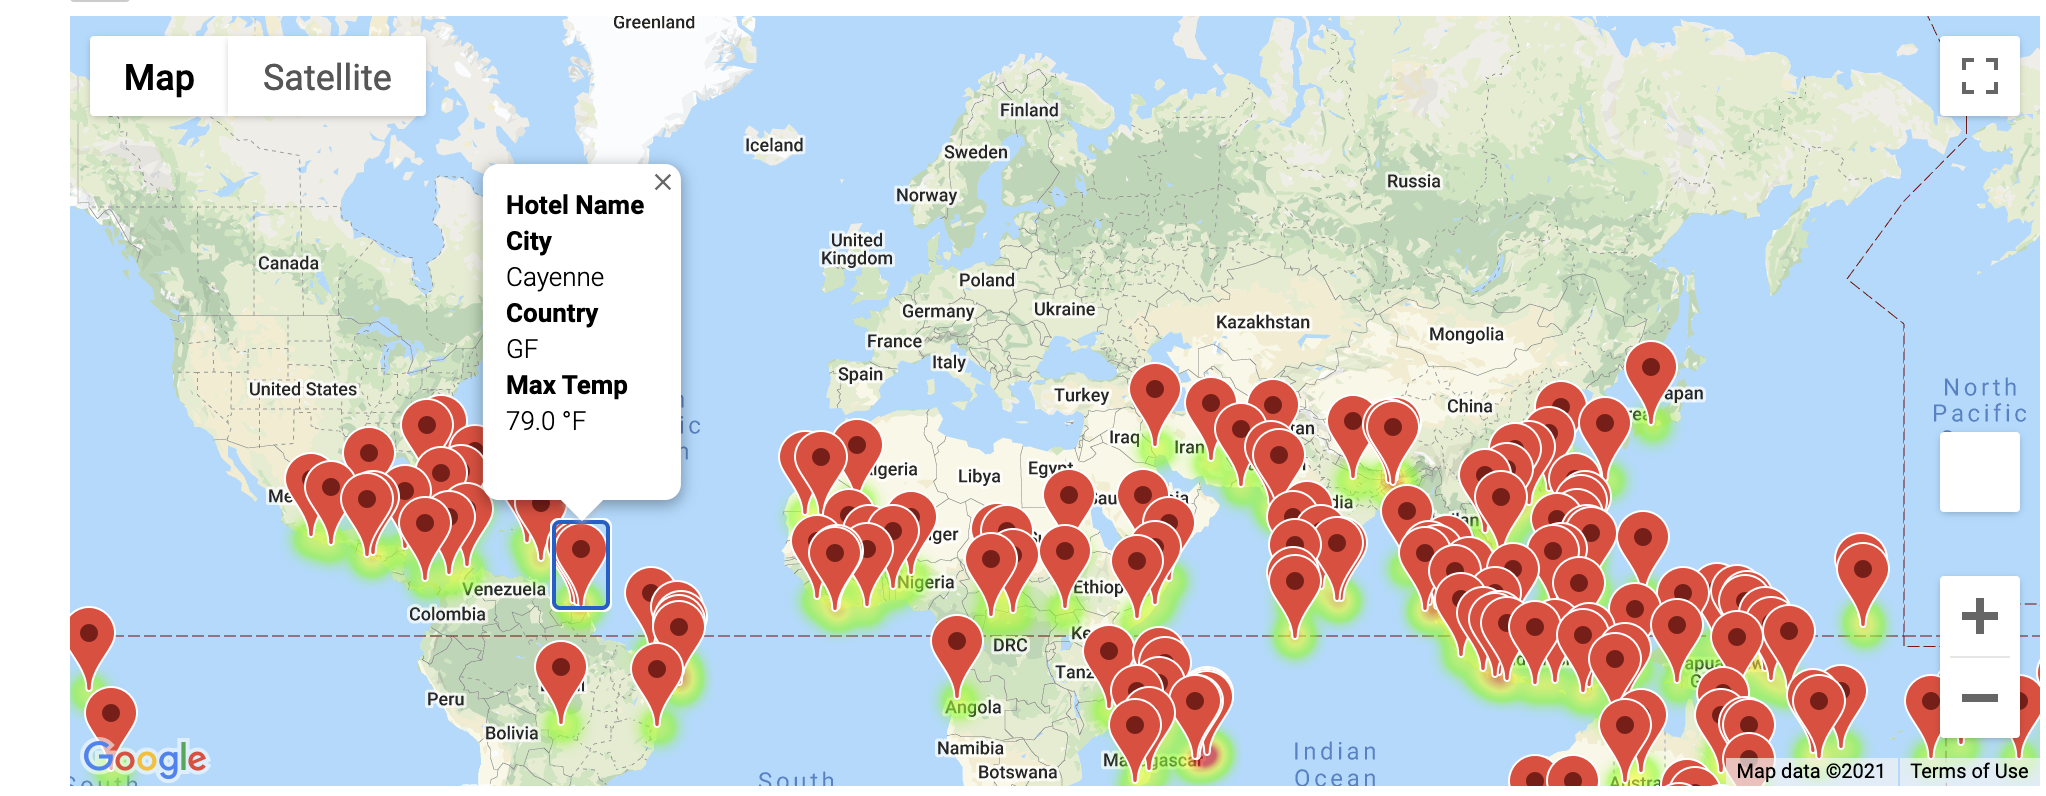 Greenland
Map
Satellite
Finland
Iceland
Sweden
Norway
Russia
Hotel Name
City
Cayenne
Country
GF
Max Temp
79.0 °F
United
Kingdom
Canada
Poland
Germany
Ukraine
France
Kazakhstan
Mongolia
Italy
Spain
United States
Turkey
China
apan
North
Pacific
Iraq
Iran
Libya
Egypt
Nigeria
Venezuela
Colombia
Ethiop
Ke
DRC
Tanz
Peru
Angola
Bolivia
Namibia
Botswana
Indian
Ocean
South
South
Google
Map data ©2021
Terms of Use